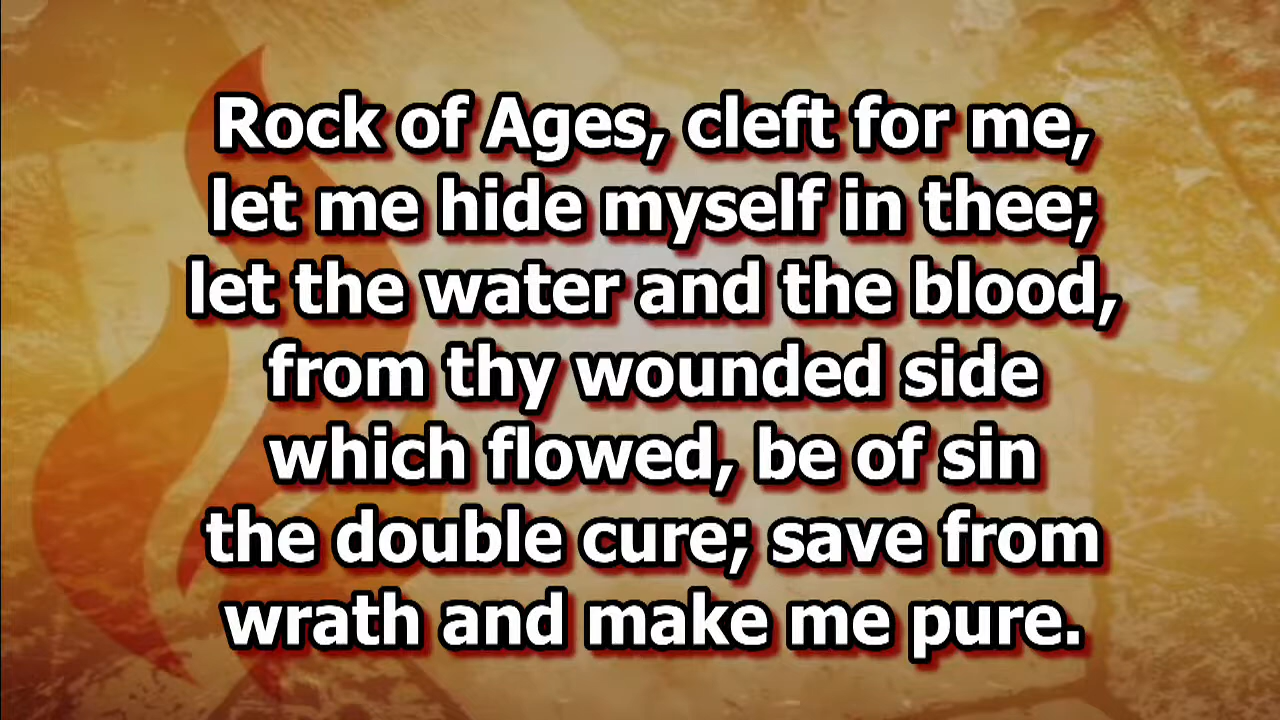 Rock of Ages, cleft for me,
let me hide myself in thee;
let the water and the blood,
from thy wounded side
which flowed, be of sin
the double cure; save from
wrath and make me pure.